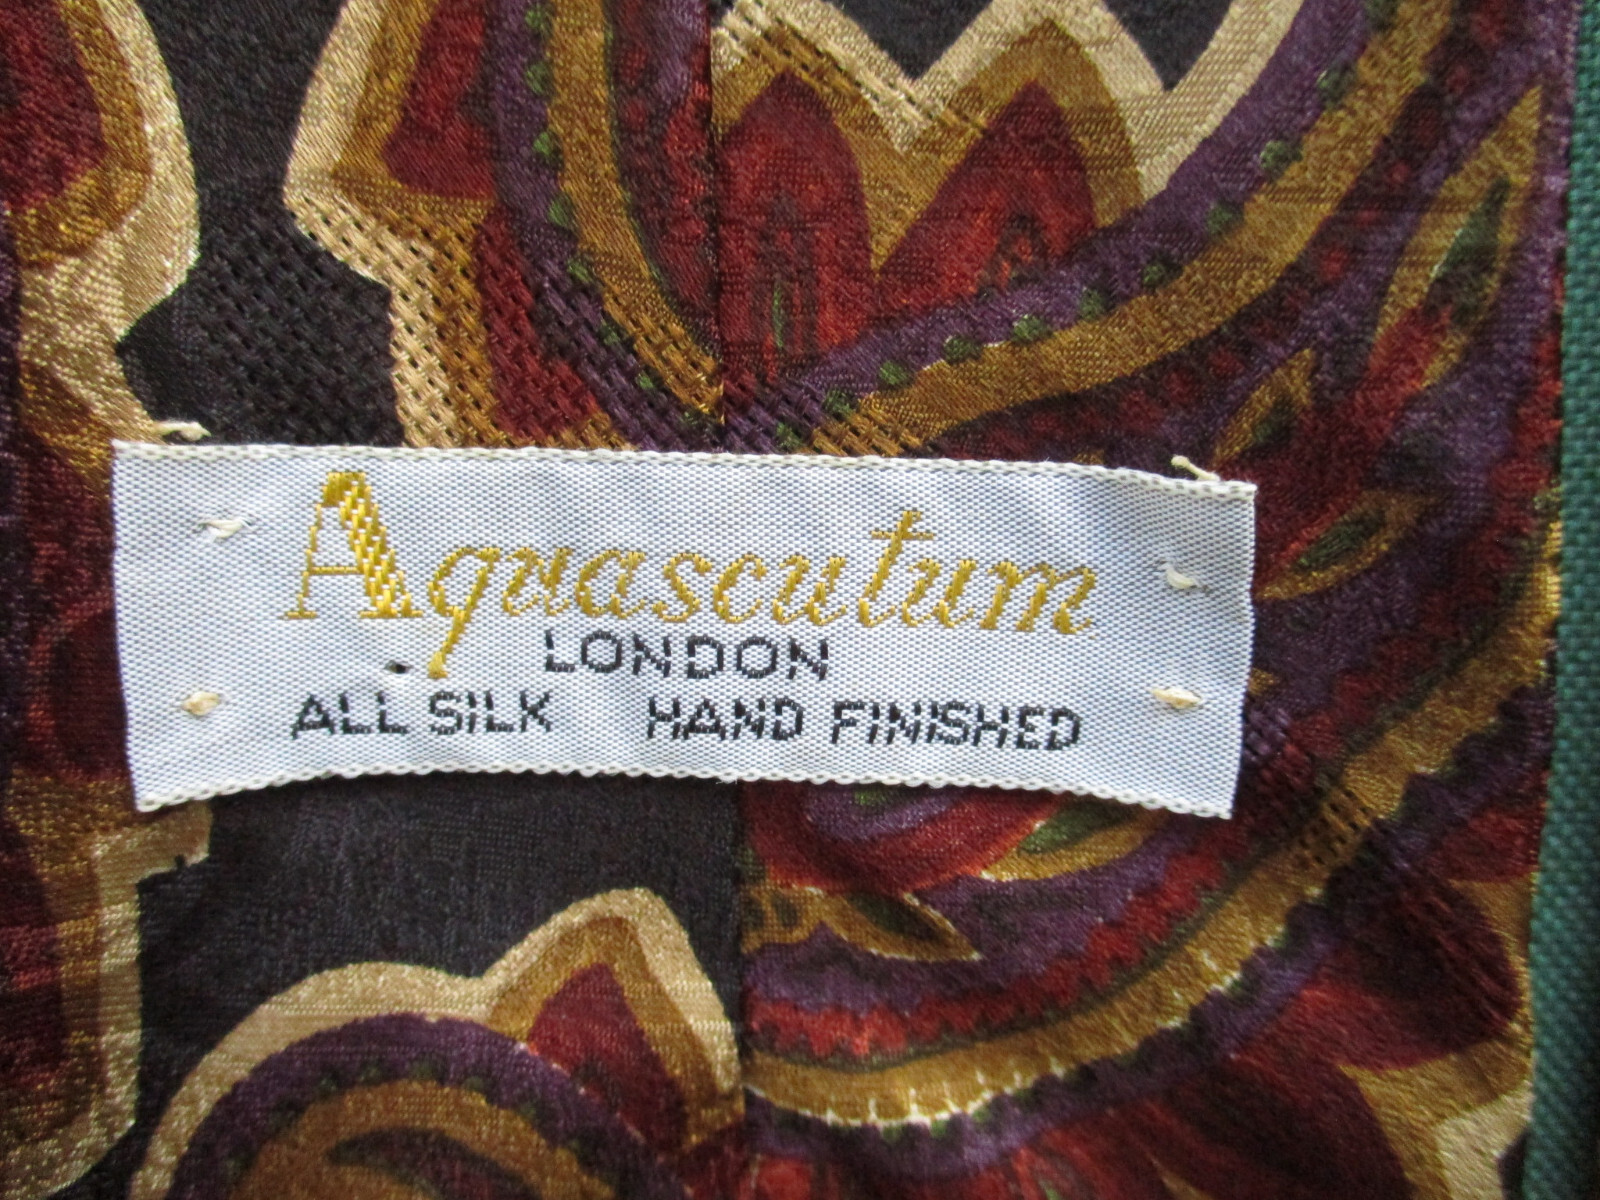 Aquascutum
LONDON
ALL SILK HAND FINISHED